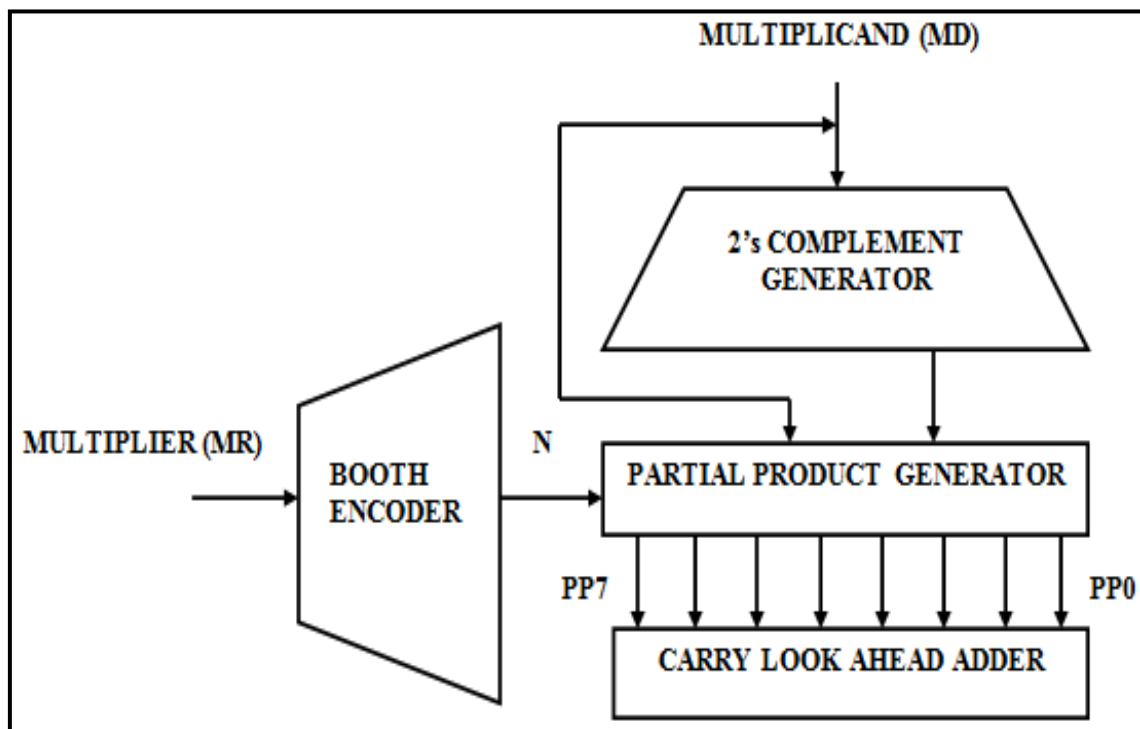 MULTIPLICAND (MD)
2's COMPLEMENT
GENERATOR
MULTIPLIER (MR)
BOOTH
ENCODER
N
PARTIAL PRODUCT GENERATOR
PP7
PP0
CARRY LOOK AHEAD ADDER